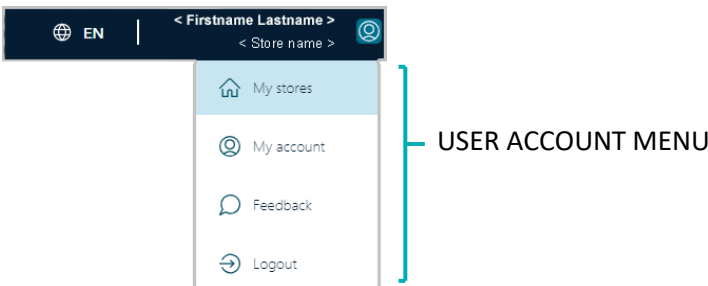 EN
< Firstname Lastname >
< Store name >
My stores
My account
USER ACCOUNT MENU
Feedback
Logout